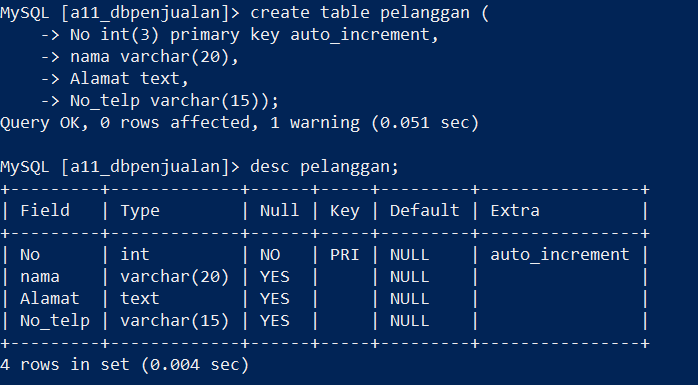 MySQL [a11_dbpenjualan]> create table pelanggan (
    -> No int(3) primary key auto_increment,
    -> nama varchar(20),
    -> Alamat text,
    -> No_telp varchar(15));
Query OK, 0 rows affected, 1 warning (0.051 sec)

MySQL [a11_dbpenjualan]> desc pelanggan;
+---------+-------------+------+-----+---------+----------------+
| Field   | Type        | Null | Key | Default | Extra          |
+---------+-------------+------+-----+---------+----------------+
| No      | int         | NO   | PRI | NULL    | auto_increment |
| nama    | varchar(20) | YES  |     | NULL    |                |
| Alamat  | text        | YES  |     | NULL    |                |
| No_telp | varchar(15) | YES  |     | NULL    |                |
+---------+-------------+------+-----+---------+----------------+
4 rows in set (0.004 sec)